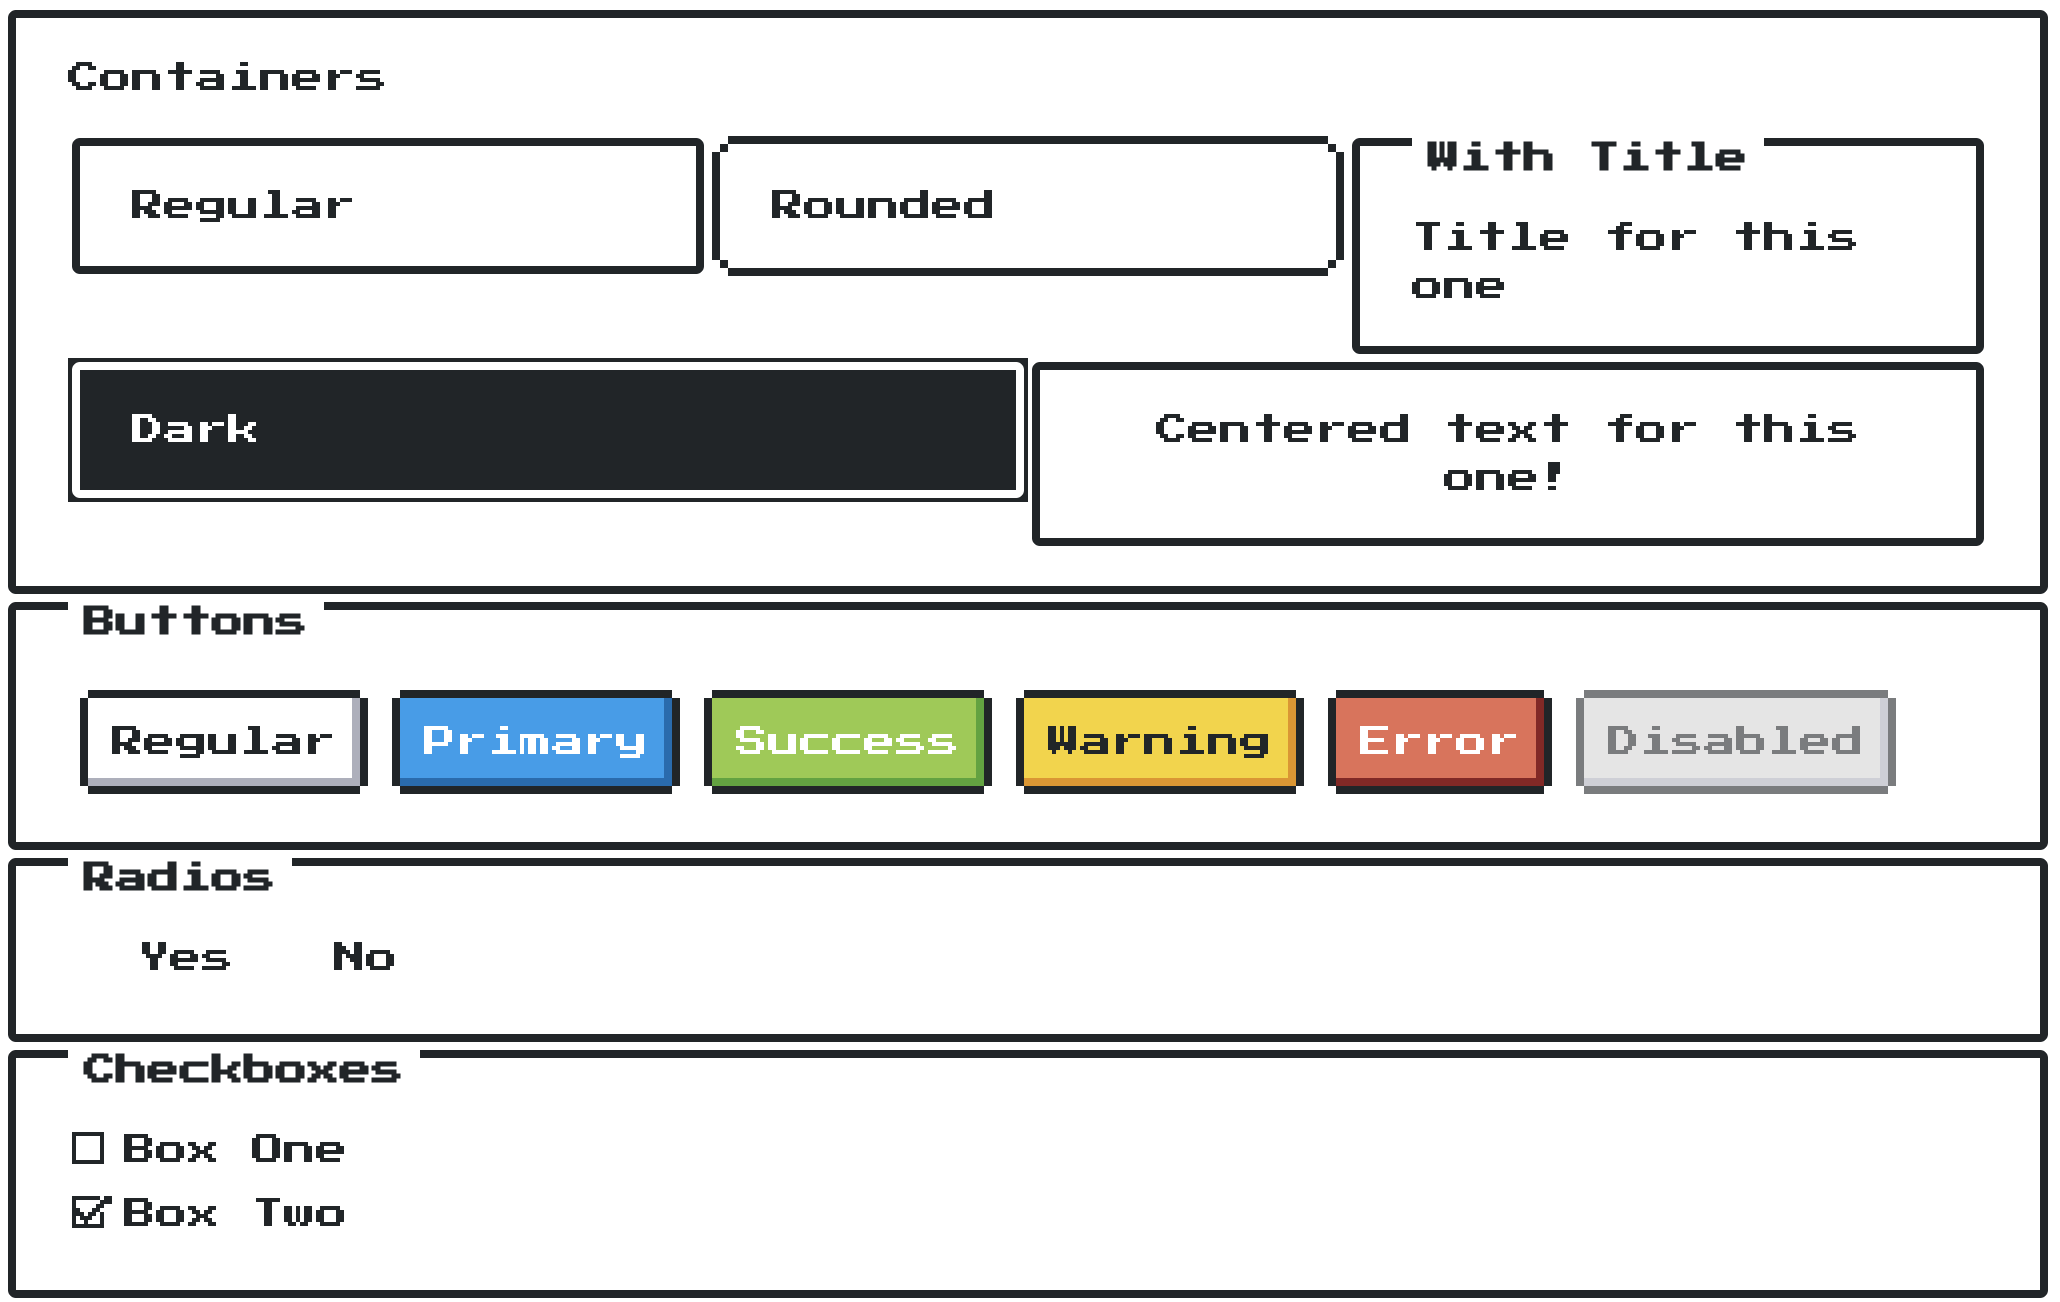 Containers
Regular
Rounded
With Title
Title for this
one
Dark
Centered text for this
one!
Buttons
Regular Primary Success Warning Error Disabled
Radios
Yes No
Checkboxes
Box One
Box Two